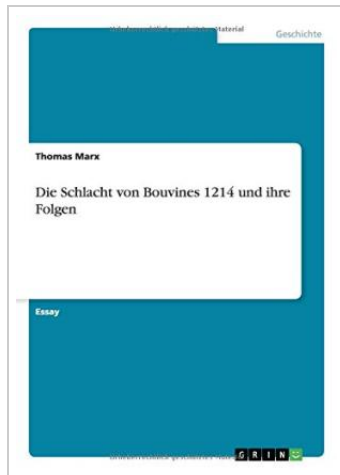 Geschichte
Thomas Marx
Die Schlacht von Bouvines 1214 und ihre
Folgen
Essay
GRIN